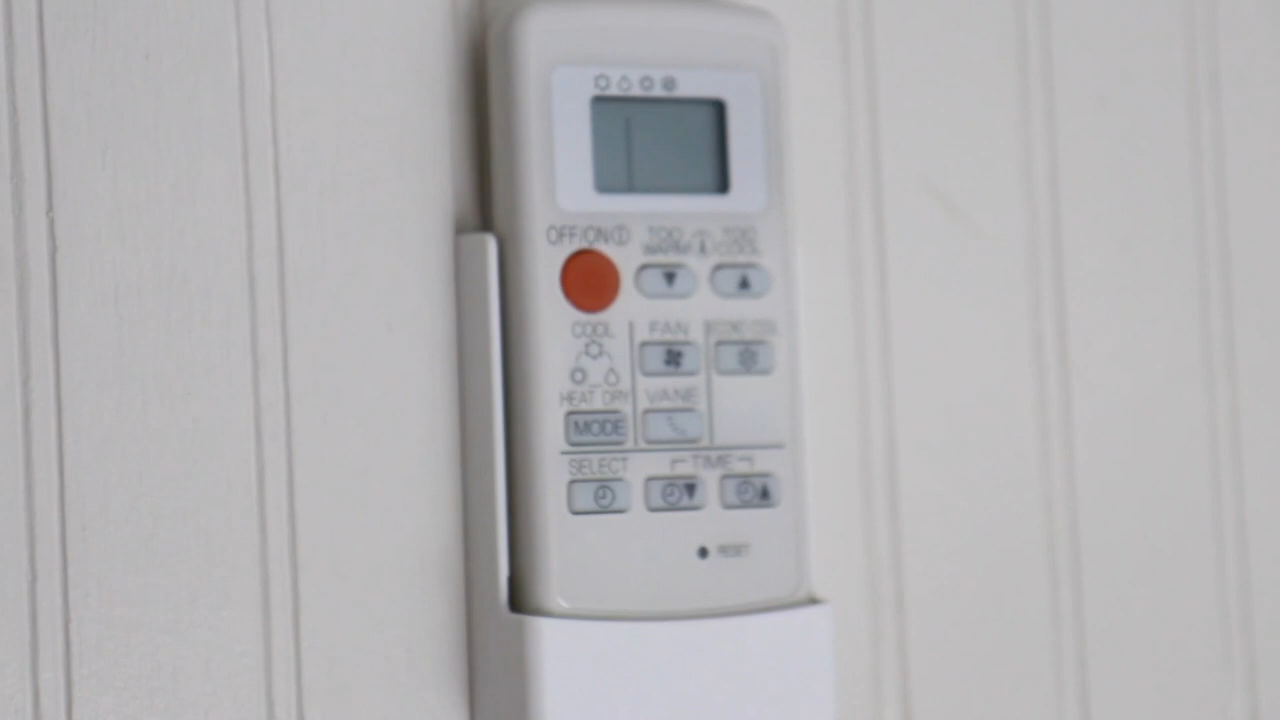 OFF/ON
TOO TOO
WARM COOL
COOL FAN ECONO COOL
HEAT DRY VANE
MODE
SELECT TIME
RESET